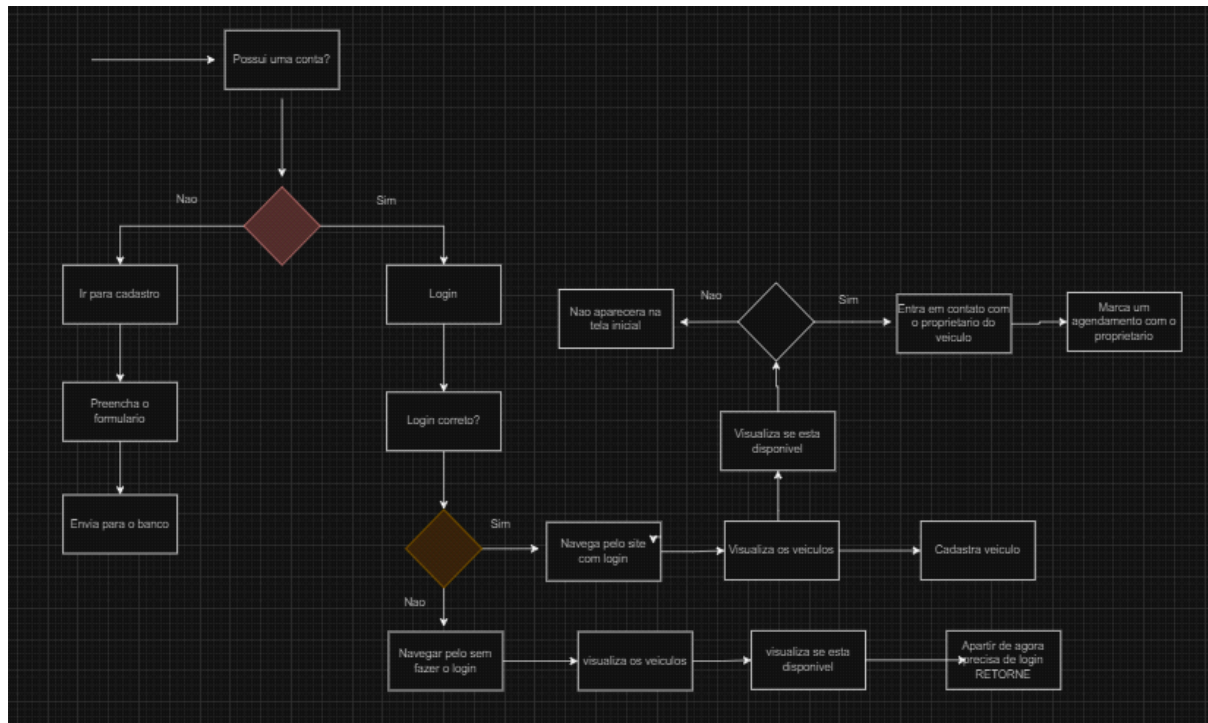 Possui uma conta?
Nao
Sim
Ir para cadastro
Login
Nao aparecera na
tela inicial
Nao
Sim
Entra em contato com
o proprietario do
veiculo
Marca um
agendamento com o
proprietario
Preencha o
formulario
Login correto?
Visualiza se esta
disponivel
Envia para o banco
Sim
Navega pelo site
com login
Visualiza os veiculos
Cadastra veiculo
Nao
Navegar pelo sem
fazer o login
visualiza os veiculos
visualiza se esta
disponivel
Apartir de agora
precisa de login
RETORNE